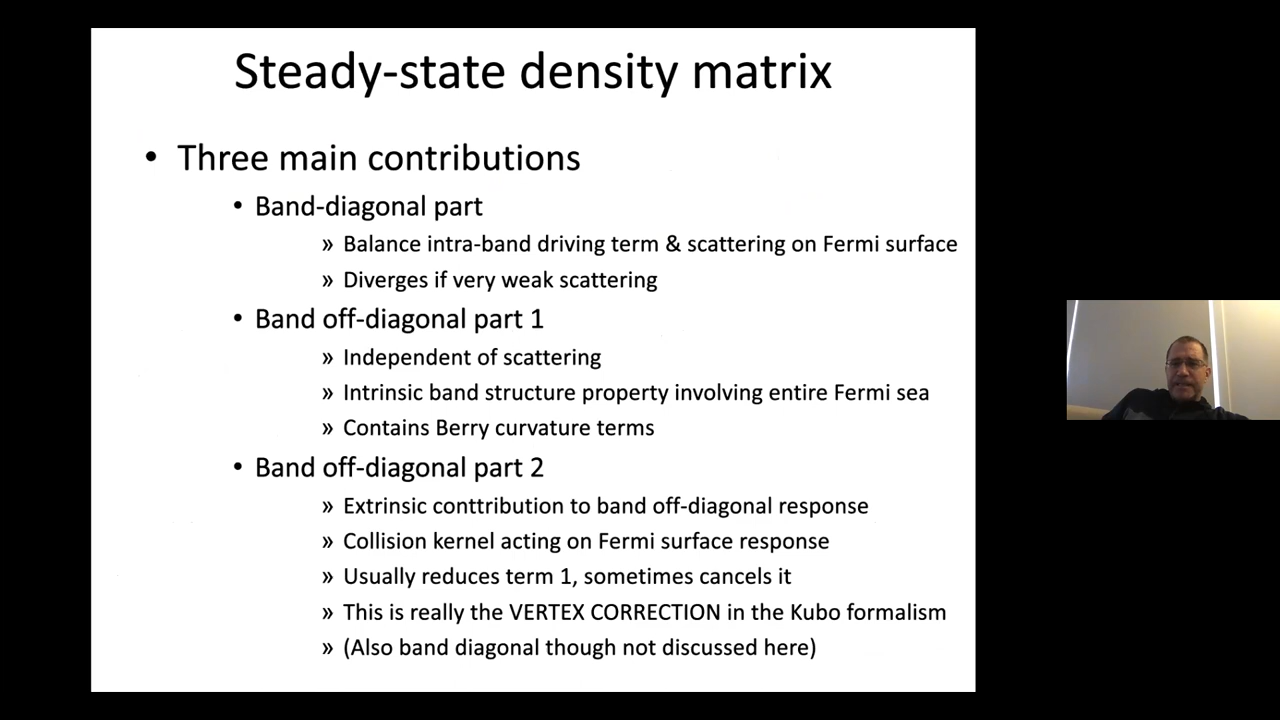 Steady-state density matrix
• Three main contributions
• Band-diagonal part
» Balance intra-band driving term & scattering on Fermi surface
» Diverges if very weak scattering
• Band off-diagonal part 1
» Independent of scattering
» Intrinsic band structure property involving entire Fermi sea
» Contains Berry curvature terms
• Band off-diagonal part 2
» Extrinsic conttribution to band off-diagonal response
» Collision kernel acting on Fermi surface response
» Usually reduces term 1, sometimes cancels it
» This is really the VERTEX CORRECTION in the Kubo formalism
» (Also band diagonal though not discussed here)